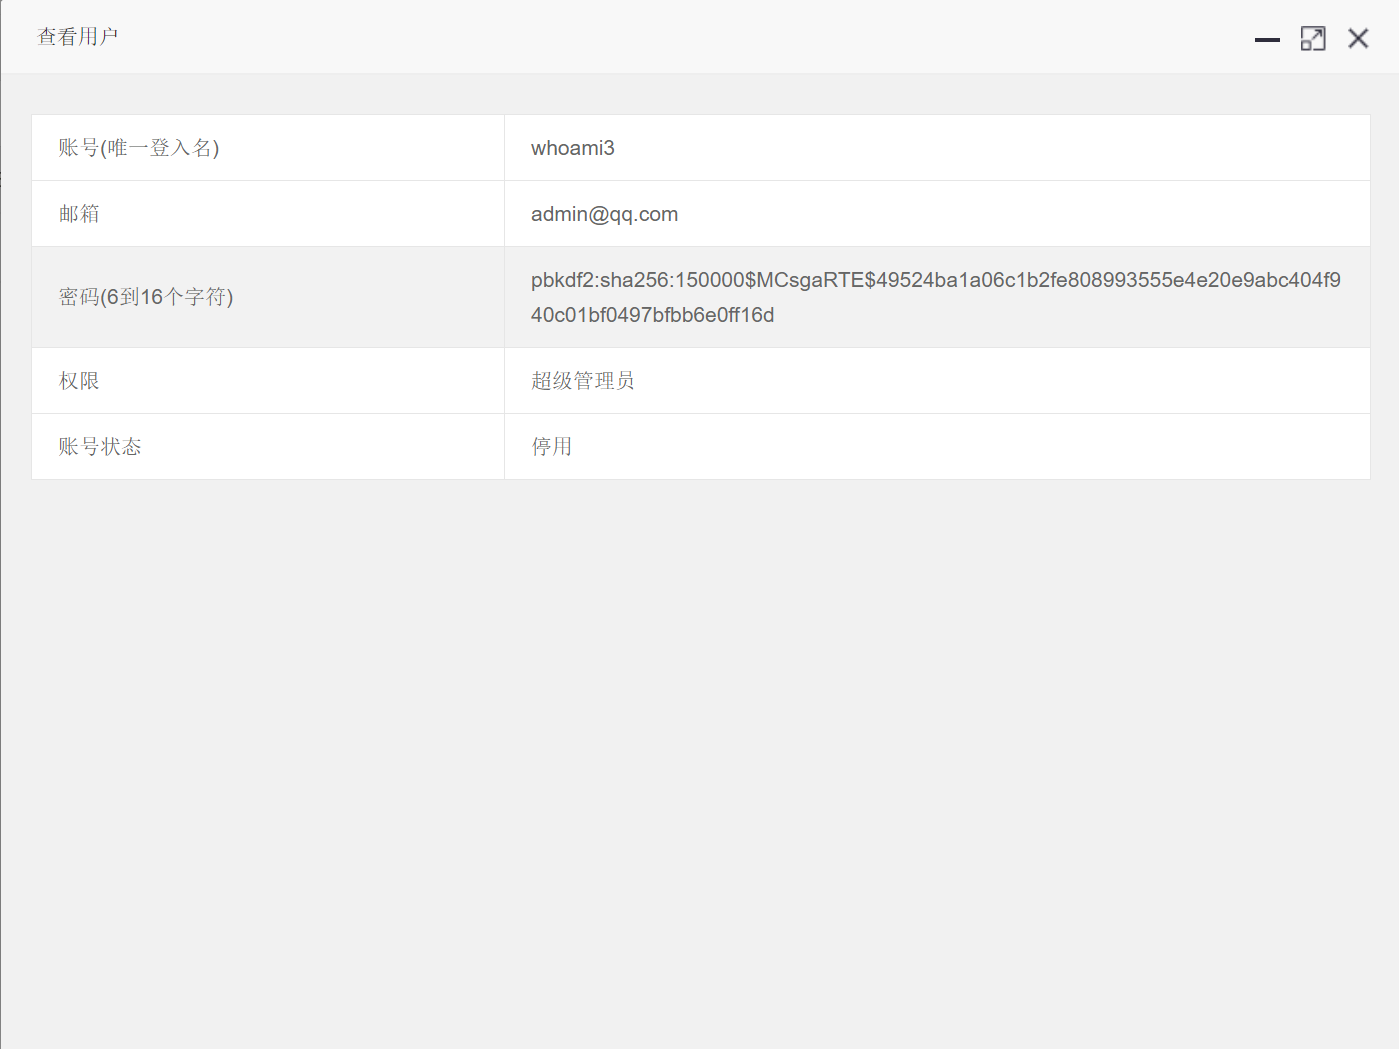 查看用户
账号(唯一登入名)
whoami3
邮箱
admin@qq.com
密码(6到16个字符)
pbkdf2:sha256:150000$MCsgaRTE$49524ba1a06c1b2fe808993555e4e20e9abc404f9
40c01bf0497bfbb6e0ff16d
权限
超级管理员
账号状态
停用